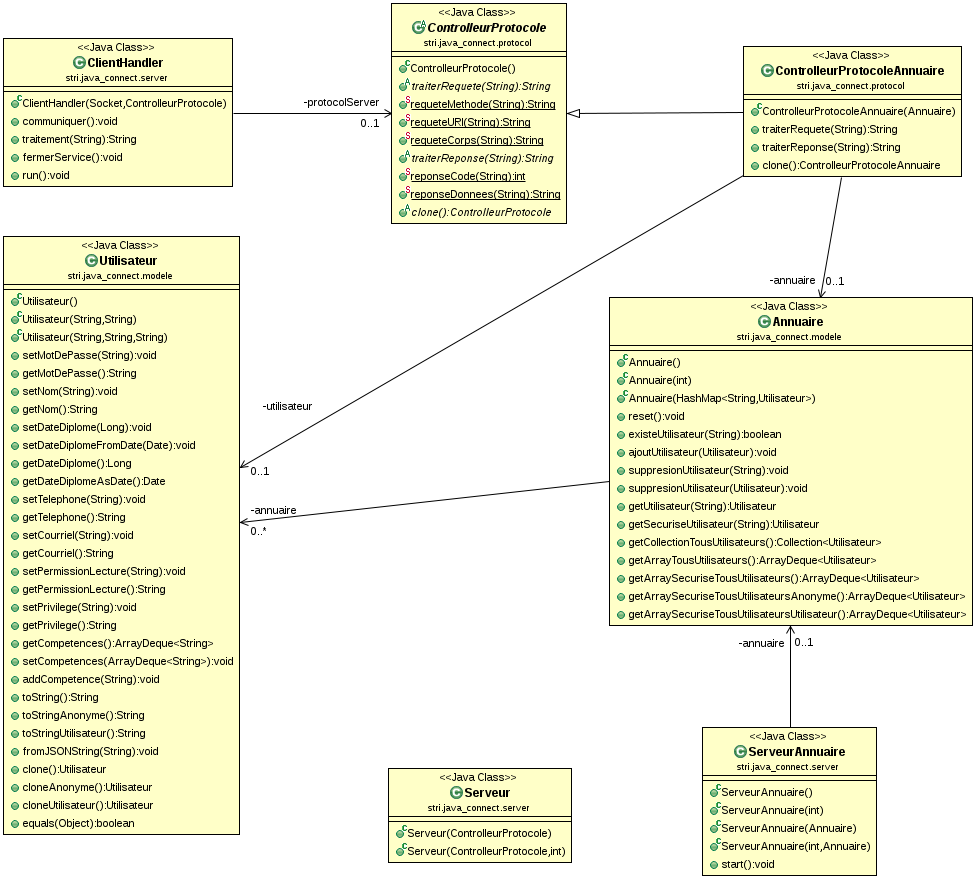 <<Java Class>>
ClientHandler
stri.java_connect.server
ClientHandler(Socket,ControlleurProtocole)
communiquer():void
traitement(String):String
fermerService():void
run():void
-protocolServer
0..1
<<Java Class>>
ControlleurProtocole
stri.java_connect.protocol
ControlleurProtocole()
traiterRequete(String):String
requeteMethode(String):String
requeteURI(String):String
requeteCorps(String):String
traiterReponse(String):String
reponseCode(String):int
reponseDonnees(String):String
clone():ControlleurProtocole
<<Java Class>>
ControlleurProtocoleAnnuaire
stri.java_connect.protocol
ControlleurProtocoleAnnuaire(Annuaire)
traiterRequete(String):String
traiterReponse(String):String
clone():ControlleurProtocoleAnnuaire
<<Java Class>>
Utilisateur
stri.java_connect.modele
Utilisateur()
Utilisateur(String,String)
Utilisateur(String,String,String)
setMotDePasse(String):void
getMotDePasse():String
setNom(String):void
getNom():String
setDateDiplome(Long):void
setDateDiplomeFromDate(Date):void
getDateDiplome():Long
getDateDiplomeAsDate():Date
setTelephone(String):void
getTelephone():String
setCourriel(String):void
getCourriel():String
setPermissionLecture(String):void
getPermissionLecture():String
setPrivilege(String):void
getPrivilege():String
getCompetences():ArrayDeque<String>
setCompetences(ArrayDeque<String>):void
addCompetence(String):void
toString():String
toStringAnonyme():String
toStringUtilisateur():String
fromJSONString(String):void
clone():Utilisateur
cloneAnonyme():Utilisateur
cloneUtilisateur():Utilisateur
equals(Object):boolean
-utilisateur
0..1
-annuaire
0..*
-annuaire
0..1
<<Java Class>>
Annuaire
stri.java_connect.modele
Annuaire()
Annuaire(int)
Annuaire(HashMap<String,Utilisateur>)
reset():void
existeUtilisateur(String):boolean
ajoutUtilisateur(Utilisateur):void
suppresionUtilisateur(String):void
suppresionUtilisateur(Utilisateur):void
getUtilisateur(String):Utilisateur
getSecuriseUtilisateur(String):Utilisateur
getCollectionTousUtilisateurs():Collection<Utilisateur>
getArrayTousUtilisateurs():ArrayDeque<Utilisateur>
getArraySecuriseTousUtilisateurs():ArrayDeque<Utilisateur>
getArraySecuriseTousUtilisateursAnonyme():ArrayDeque<Utilisateur>
getArraySecuriseTousUtilisateursUtilisateur():ArrayDeque<Utilisateur>
-annuaire
0..1
<<Java Class>>
Serveur
stri.java_connect.server
Serveur(ControlleurProtocole)
Serveur(ControlleurProtocole,int)
<<Java Class>>
ServeurAnnuaire
stri.java_connect.server
ServeurAnnuaire()
ServeurAnnuaire(int)
ServeurAnnuaire(Annuaire)
ServeurAnnuaire(int,Annuaire)
start():void